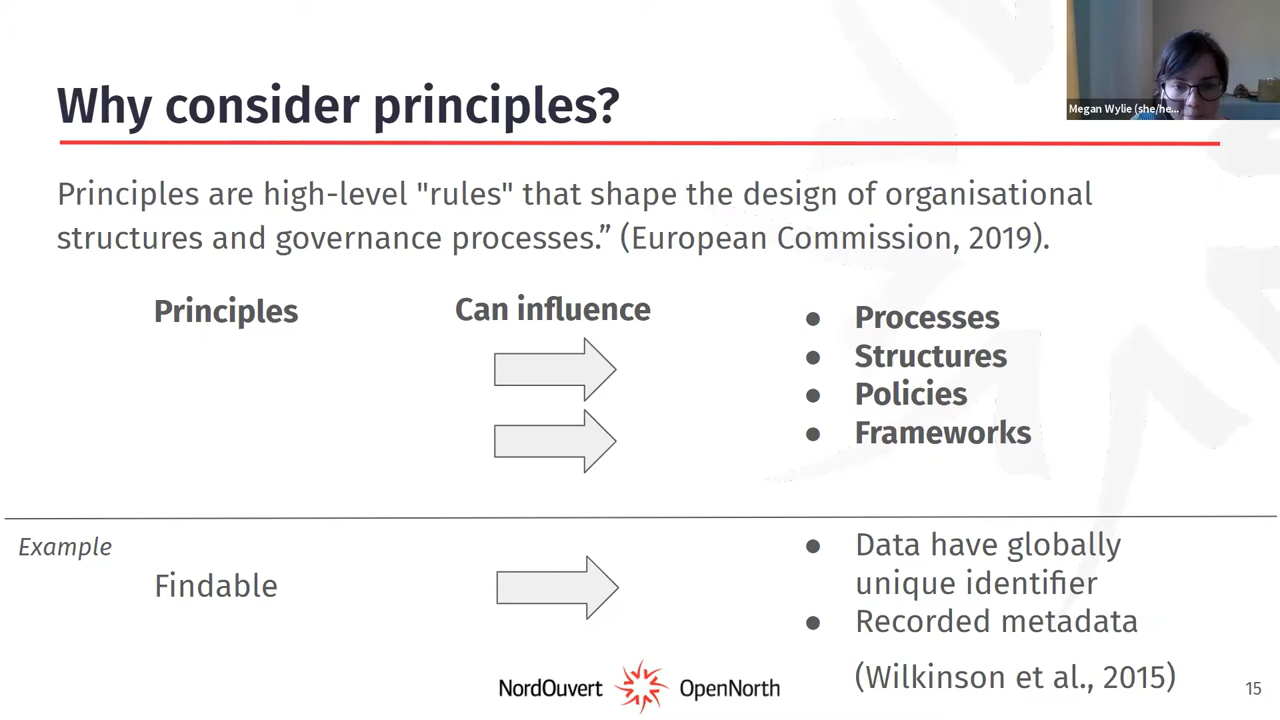 Why consider principles?
Megan Wylie (she/he...
Principles are high-level "rules" that shape the design of organisational
structures and governance processes.” (European Commission, 2019).
Principles
Can influence
● Processes
● Structures
● Policies
● Frameworks
Example
Findable
● Data have globally
unique identifier
● Recorded metadata
(Wilkinson et al., 2015)
NordOuvert OpenNorth
15